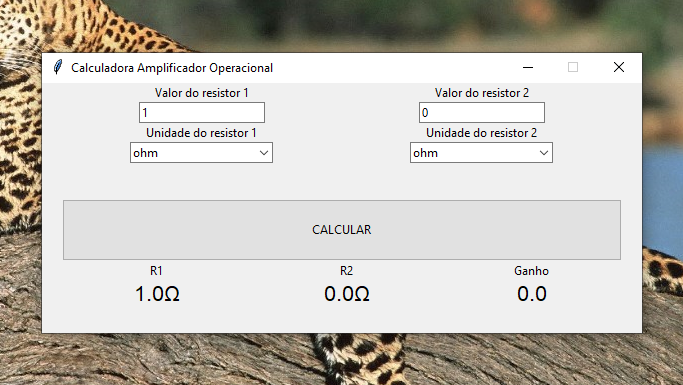 Calculadora Amplificador Operacional
Valor do resistor 1
Valor do resistor 2
1
0
Unidade do resistor 1
Unidade do resistor 2
ohm
ohm
CALCULAR
R1
R2
Ganho
1.0Ω
0.0Ω
0.0